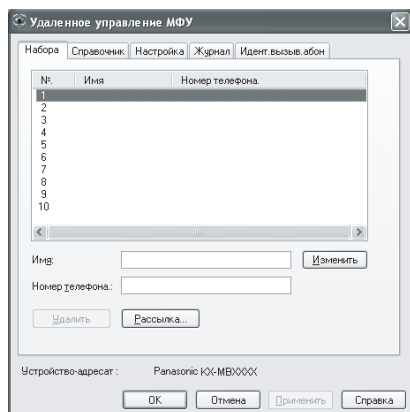 Удаленное управление МФУ
Набора Справочник Настройка Журнал Идент.вызыв.абон
№. Имя Номер телефона.
1
2
3
4
5
6
7
8
9
10
Имя:
Изменить
Номер телефона.:
Удалить Рассылка...
Устройство-адресат : Panasonic KX-MBXXXX
OK Отмена Применить Справка